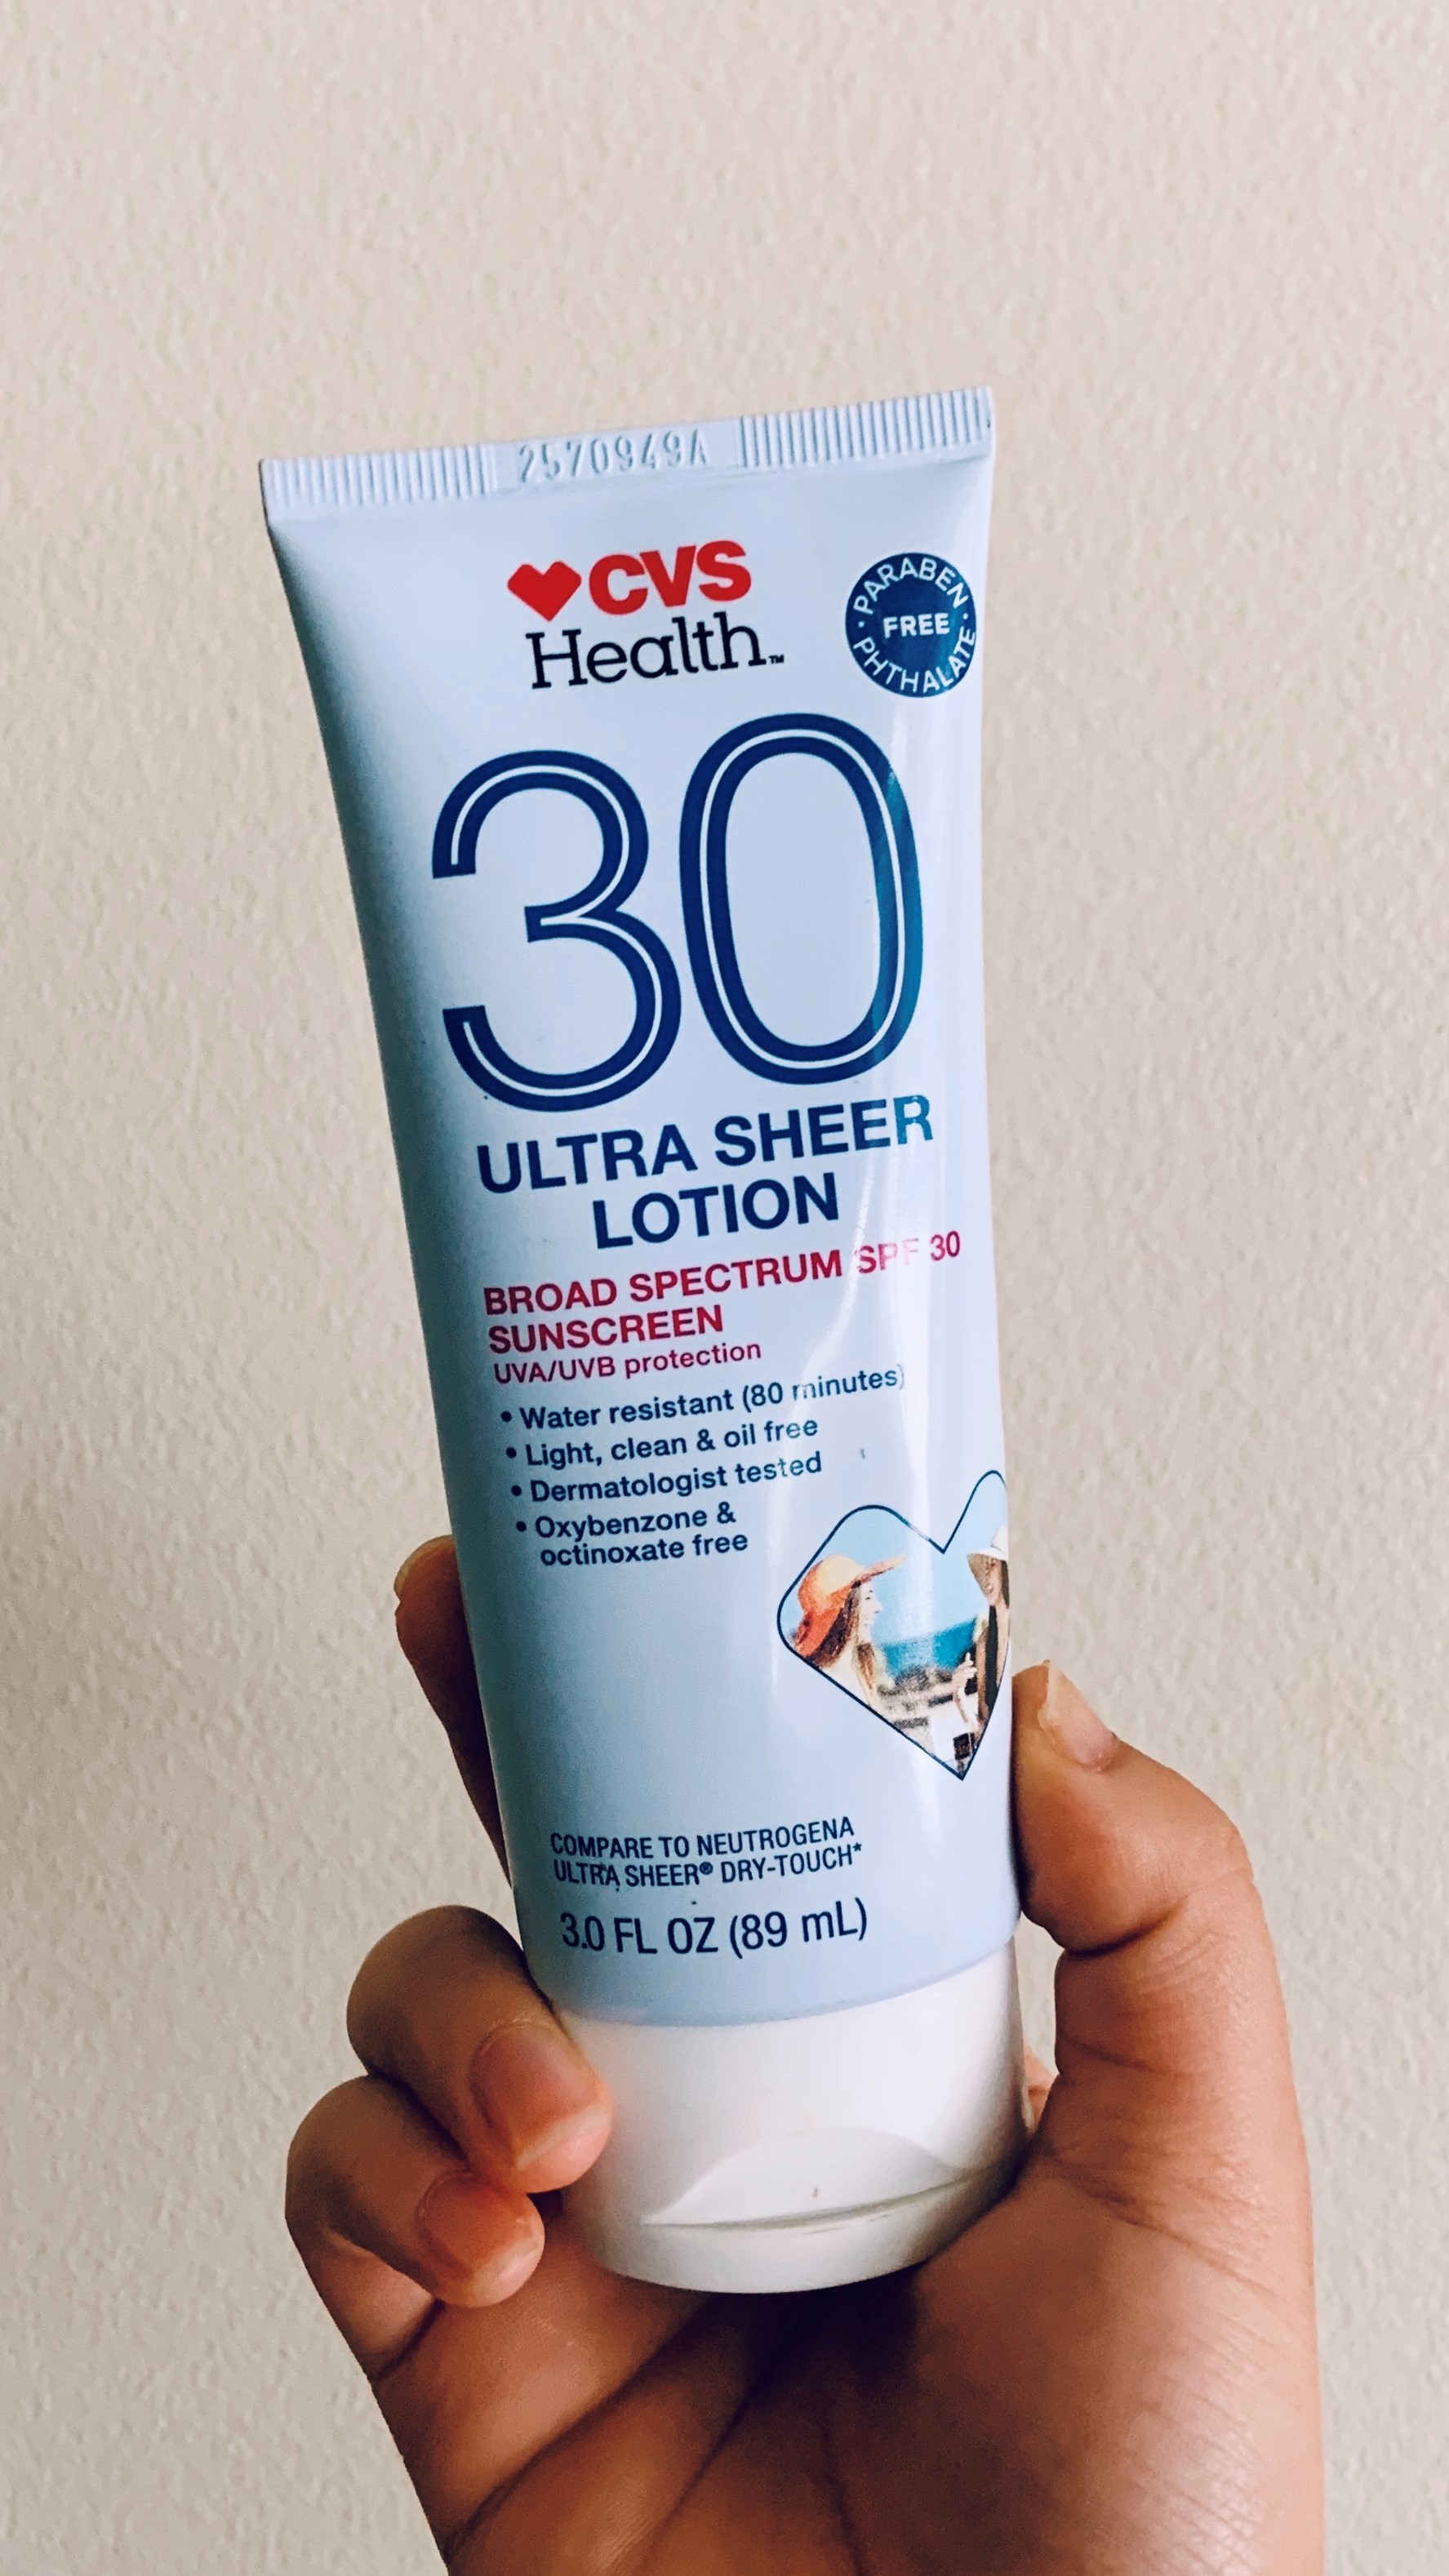 2570949A
CVS
Health™
PARABEN
FREE
PHTHALATE
30
ULTRA SHEER
LOTION
BROAD SPECTRUM SPF 30
SUNSCREEN
UVA/UVB protection
• Water resistant (80 minutes)
• Light, clean & oil free
• Dermatologist tested
• Oxybenzone &
octinoxate free
COMPARE TO NEUTROGENA
ULTRA SHEER® DRY-TOUCH*
3.0 FL OZ (89 mL)